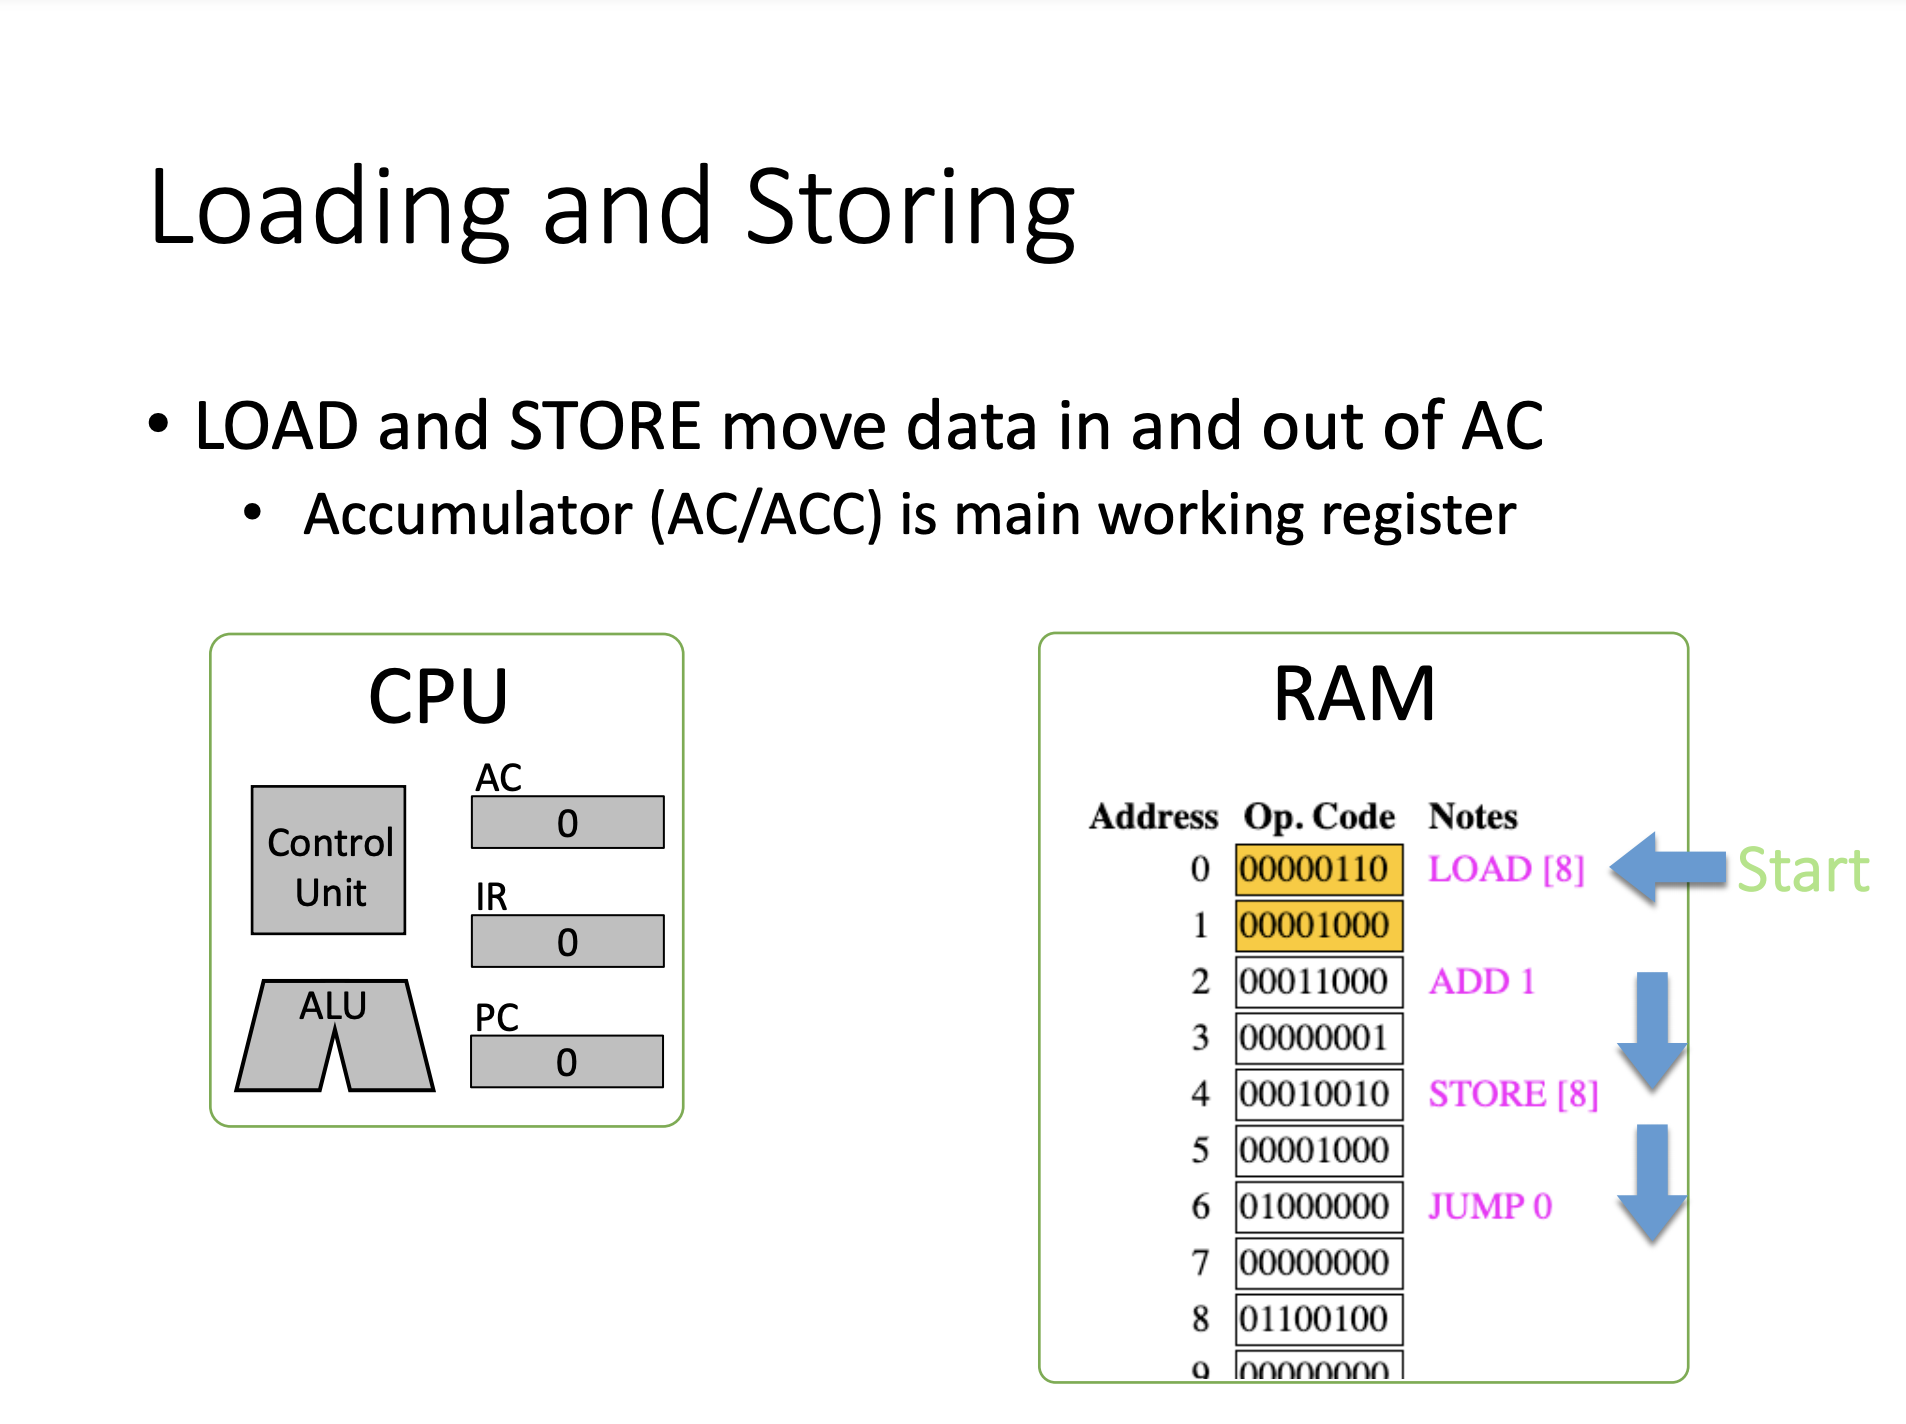 Loading and Storing
• LOAD and STORE move data in and out of AC
• Accumulator (AC/ACC) is main working register
CPU
Control
Unit
ALU
AC
0
IR
0
PC
0
RAM
Address Op. Code Notes
0 00000110 LOAD [8]
1 00001000
2 00011000 ADD 1
3 00000001
4 00010010 STORE [8]
5 00001000
6 01000000 JUMP 0
7 00000000
8 01100100
9 00000000
Start